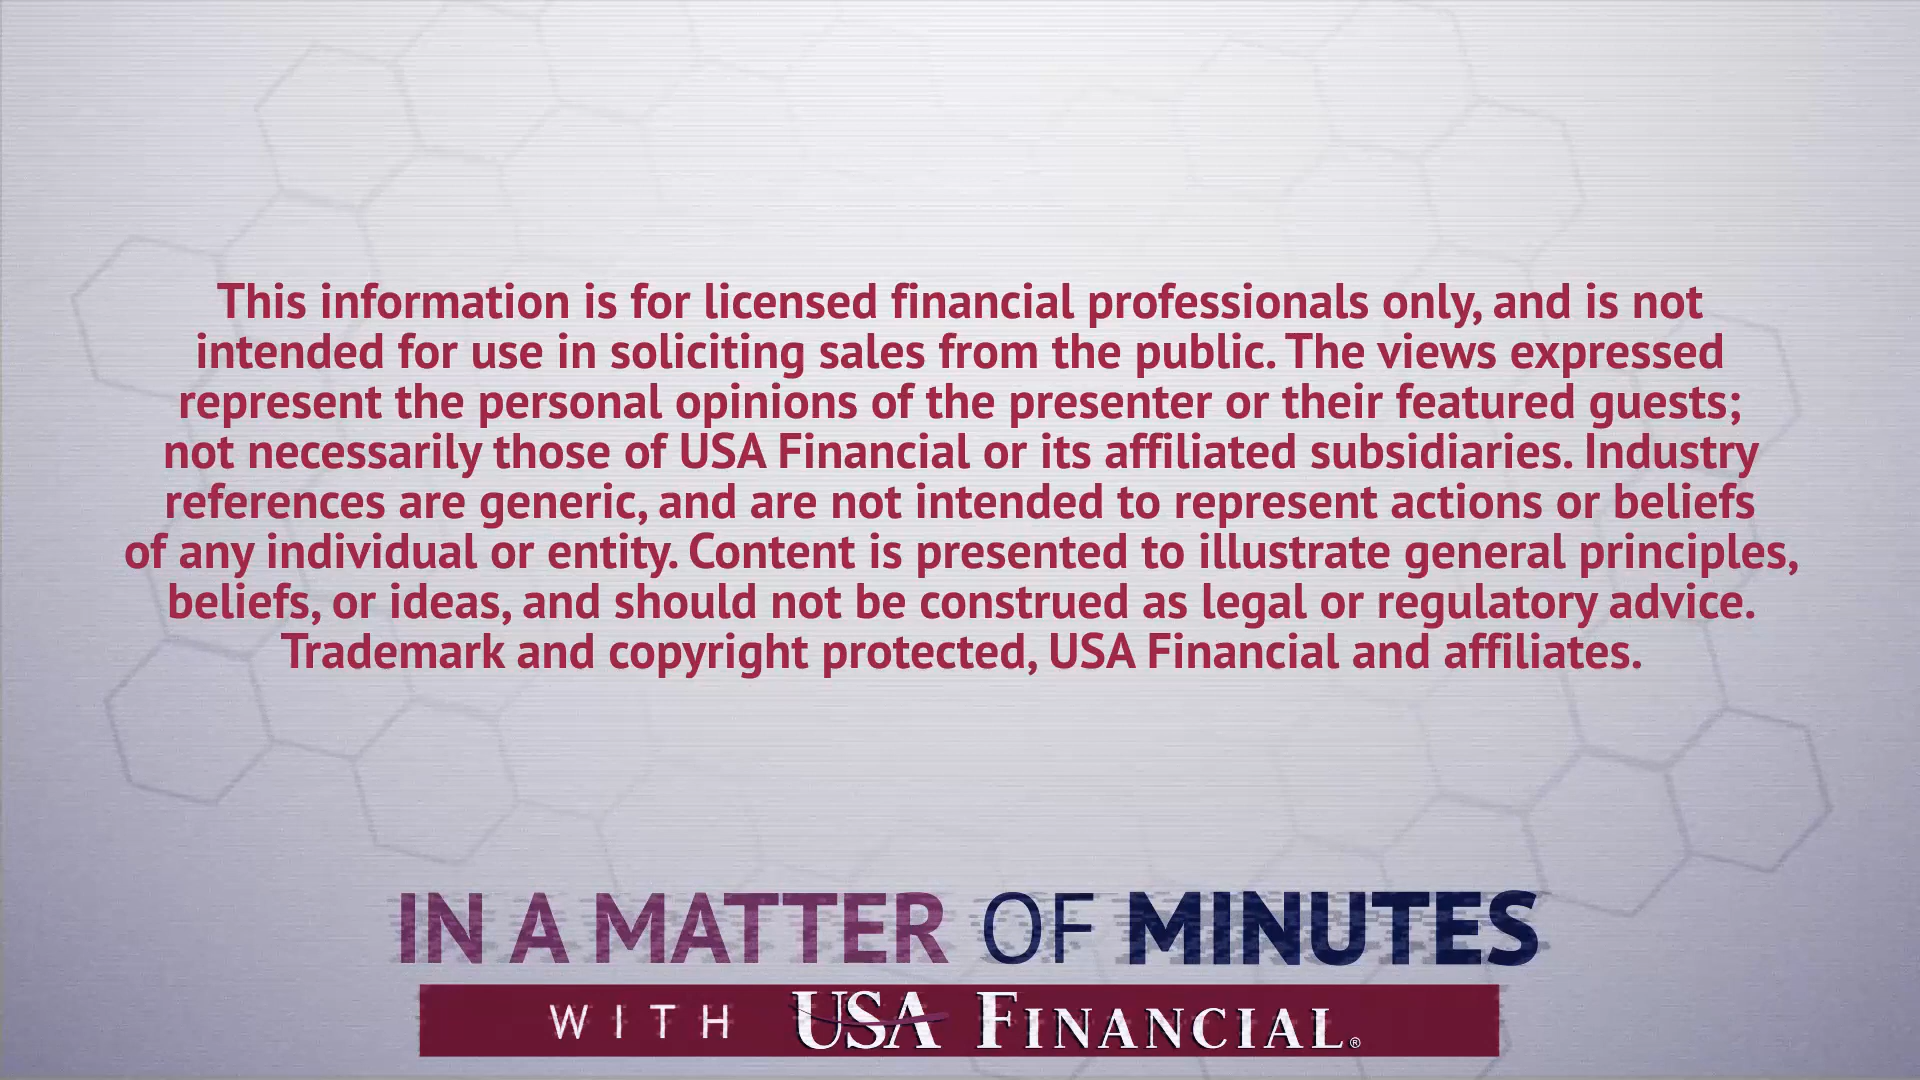 This information is for licensed financial professionals only, and is not
intended for use in soliciting sales from the public. The views expressed
represent the personal opinions of the presenter or their featured guests;
not necessarily those of USA Financial or its affiliated subsidiaries. Industry
references are generic, and are not intended to represent actions or beliefs
of any individual or entity. Content is presented to illustrate general principles,
beliefs, or ideas, and should not be construed as legal or regulatory advice.
Trademark and copyright protected, USA Financial and affiliates.
IN A MATTER OF MINUTES
WITH USA FINANCIAL®